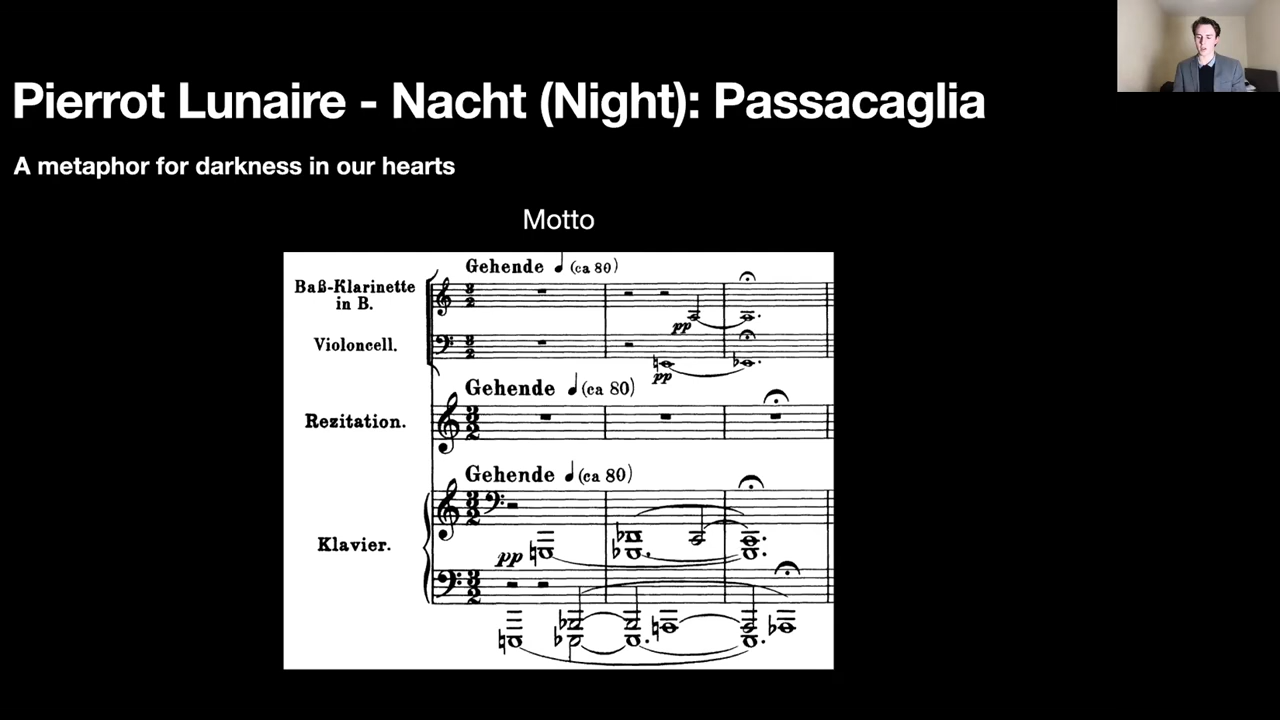 Pierrot Lunaire - Nacht (Night): Passacaglia
A metaphor for darkness in our hearts
Motto
Gehende (ca 80)
Baß-Klarinette
in B.
pp
Violoncell.
pp
Gehende (ca 80)
Rezitation.
Gehende (ca 80)
Klavier.
pp